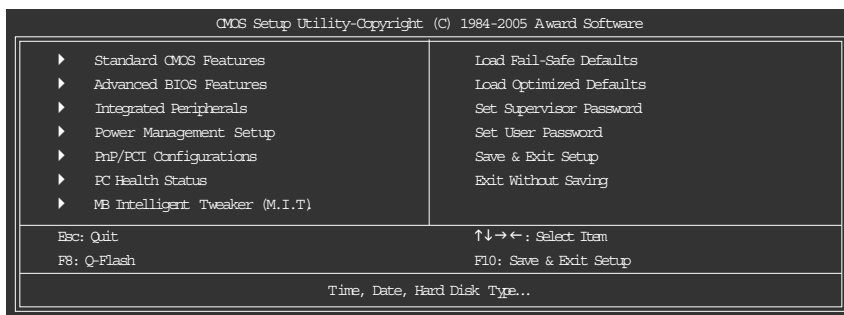 CMOS Setup Utility-Copyright (C) 1984-2005 Award Software
Standard CMOS Features
Advanced BIOS Features
Integrated Peripherals
Power Management Setup
PnP/PCI Configurations
PC Health Status
MB Intelligent Tweaker (M.I.T)
Load Fail-Safe Defaults
Load Optimized Defaults
Set Supervisor Password
Set User Password
Save & Exit Setup
Exit Without Saving
Esc: Quit
F8: Q-Flash
↑↓→←: Select Item
F10: Save & Exit Setup
Time, Date, Hard Disk Type...